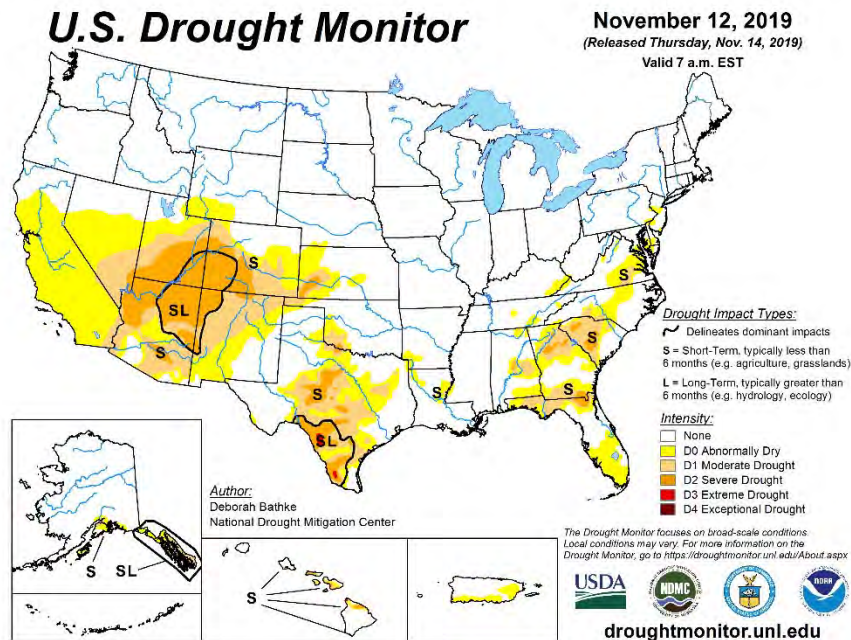 U.S. Drought Monitor
November 12, 2019
(Released Thursday, Nov. 14, 2019)
Valid 7 a.m. EST
S
SL
S
S
SL
S
S
S
S
Drought Impact Types:
Delineates dominant impacts
S = Short-Term, typically less than
6 months (e.g. agriculture, grasslands)
L = Long-Term, typically greater than
6 months (e.g. hydrology, ecology)
Intensity:
None
D0 Abnormally Dry
D1 Moderate Drought
D2 Severe Drought
D3 Extreme Drought
D4 Exceptional Drought
Author:
Deborah Bathke
National Drought Mitigation Center
S
SL
S
The Drought Monitor focuses on broad-scale conditions.
Local conditions may vary. For more information on the
Drought Monitor, go to https://droughtmonitor.unl.edu/About.aspx
USDA
NDMC
NOAA
droughtmonitor.unl.edu